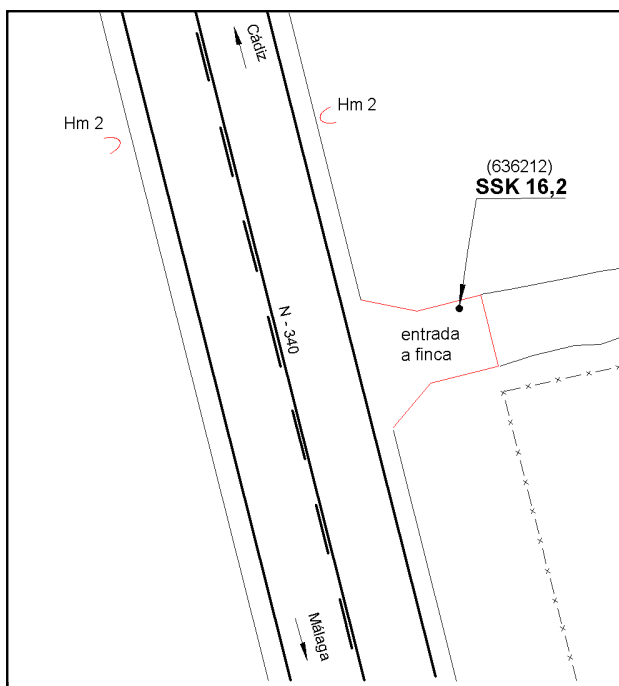 Cádiz
Hm 2
Hm 2
(636212)
SSK 16,2
N - 340
entrada
a finca
Málaga